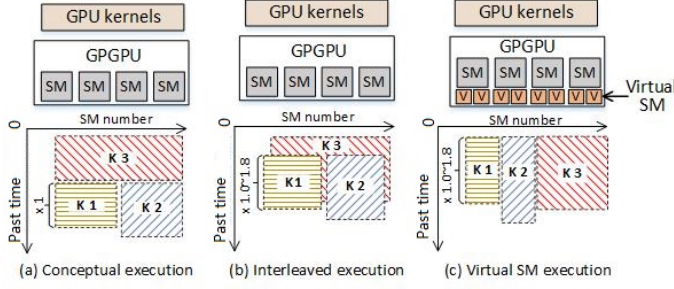 GPU kernels
GPGPU
SM SM SM SM
0
SM number
K 3
K 1
K 2
x 1
Past time
(a) Conceptual execution
GPU kernels
GPGPU
SM SM SM SM
0
SM number
K 3
K1
K 2
x 1.0~1.8
Past time
(b) Interleaved execution
GPU kernels
GPGPU
SM SM SM SM
V V V V V V V V
Virtual
SM
0
SM number
K 1
K 2
K 3
x 1.0~1.8
Past time
(c) Virtual SM execution